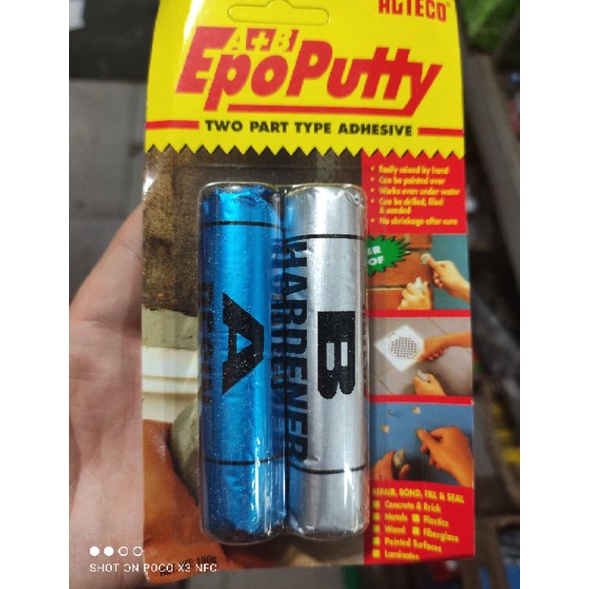 ALTECO®
A+B
EpoPutty
TWO PART TYPE ADHESIVE
• Easily mixed by hand
• Can be painted over
• Works even under water
• Can be drilled, filed
& sanded
• No shrinkage after cure
A
B
HARDENER
REPAIR, BOND, FILL & SEAL
Concrete & Brick
Metals Plastics
Wood Fiberglass
Painted Surfaces
Laminates
SHOT ON POCO X3 NFC